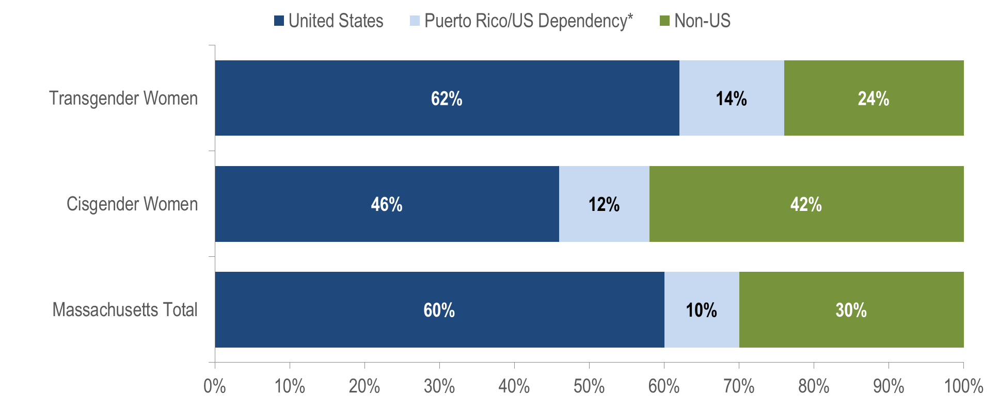 United States Puerto Rico/US Dependency* Non-US
Transgender Women 62% 14% 24%
Cisgender Women 46% 12% 42%
Massachusetts Total 60% 10% 30%
0% 10% 20% 30% 40% 50% 60% 70% 80% 90% 100%